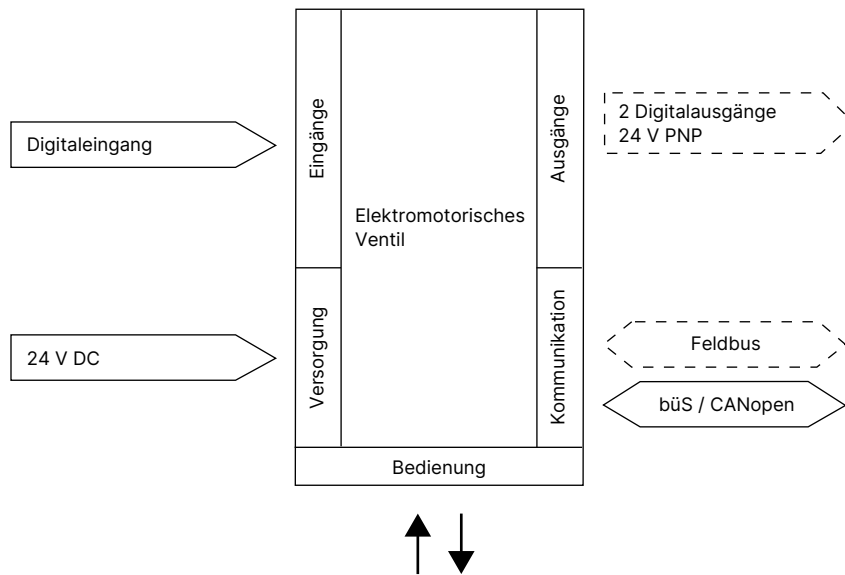 Digitaleingang
24 V DC
Eingänge
Versorgung
Elektromotorisches
Ventil
Ausgänge
Kommunikation
2 Digitalausgänge
24 V PNP
Feldbus
büS / CANopen
Bedienung